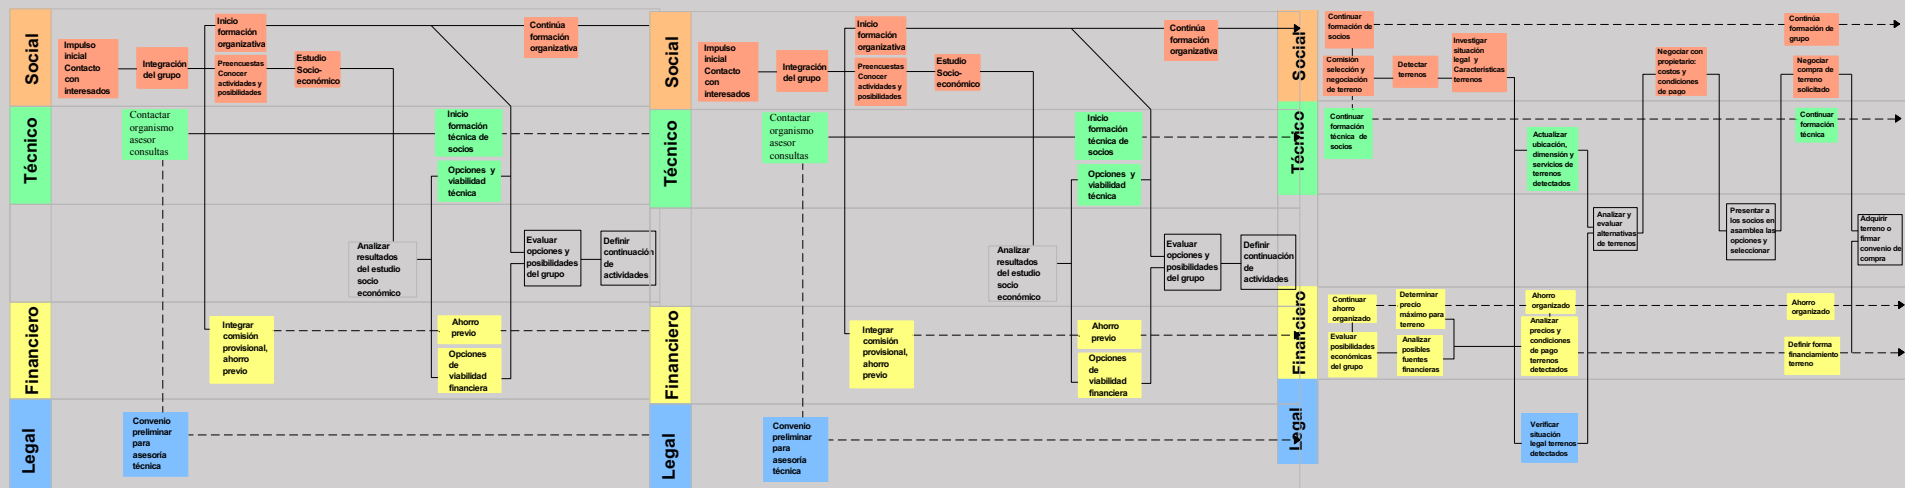 Social
Impulso
inicial
Contacto
con
interesados
Integración
del grupo
Inicio
formación
organizativa
Preencuestas
Conocer
actividades y
posibilidades
Estudio
Socio-
económico
Continúa
formación
organizativa
Técnico
Contactar
organismo
asesor
consultas
Inicio
formación
técnica de
socios
Opciones y
viabilidad
técnica
Analizar
resultados
del estudio
socio
económico
Evaluar
opciones y
posibilidades
del grupo
Definir
continuación
de
actividades
Financiero
Integrar
comisión
provisional,
ahorro
previo
Ahorro
previo
Opciones
de
viabilidad
financiera
Legal
Convenio
preliminar
para
asesoría
técnica
Social
Impulso
inicial
Contacto
con
interesados
Integración
del grupo
Inicio
formación
organizativa
Preencuestas
Conocer
actividades y
posibilidades
Estudio
Socio-
económico
Continúa
formación
organizativa
Técnico
Contactar
organismo
asesor
consultas
Inicio
formación
técnica de
socios
Opciones y
viabilidad
técnica
Analizar
resultados
del estudio
socio
económico
Evaluar
opciones y
posibilidades
del grupo
Definir
continuación
de
actividades
Financiero
Integrar
comisión
provisional,
ahorro
previo
Ahorro
previo
Opciones
de
viabilidad
financiera
Legal
Convenio
preliminar
para
asesoría
técnica
Social
Continuar
formación de
socios
Comisión
selección y
negociación
de terreno
Detectar
terrenos
Investigar
situación
legal y
Características
terrenos
Negociar con
propietario:
costos y
condiciones
de pago
Continúa
formación de
grupo
Negociar
compra de
terreno
solicitado
Técnico
Continuar
formación
técnica de
socios
Actualizar
ubicación,
dimensión y
servicios de
terrenos
detectados
Continuar
formación
técnica
Analizar y
evaluar
alternativas
de terrenos
Presentar a
los socios en
asamblea las
opciones y
seleccionar
Adquirir
terreno o
firmar
convenio de
compra
Financiero
Continuar
ahorro
organizado
Determinar
precio
máximo para
terreno
Evaluar
posibilidades
económicas
del grupo
Analizar
posibles
fuentes
financieras
Ahorro
organizado
Analizar
precios y
condiciones
de pago
terrenos
detectados
Ahorro
organizado
Definir forma
financiamiento
terreno
Legal
Verificar
situación
legal terrenos
detectados